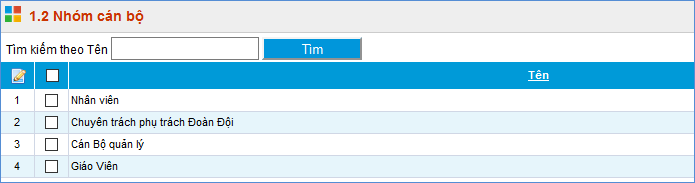 1.2 Nhóm cán bộ
Tìm kiếm theo Tên Tìm
Tên
1 Nhân viên
2 Chuyên trách phụ trách Đoàn Đội
3 Cán Bộ quản lý
4 Giáo Viên